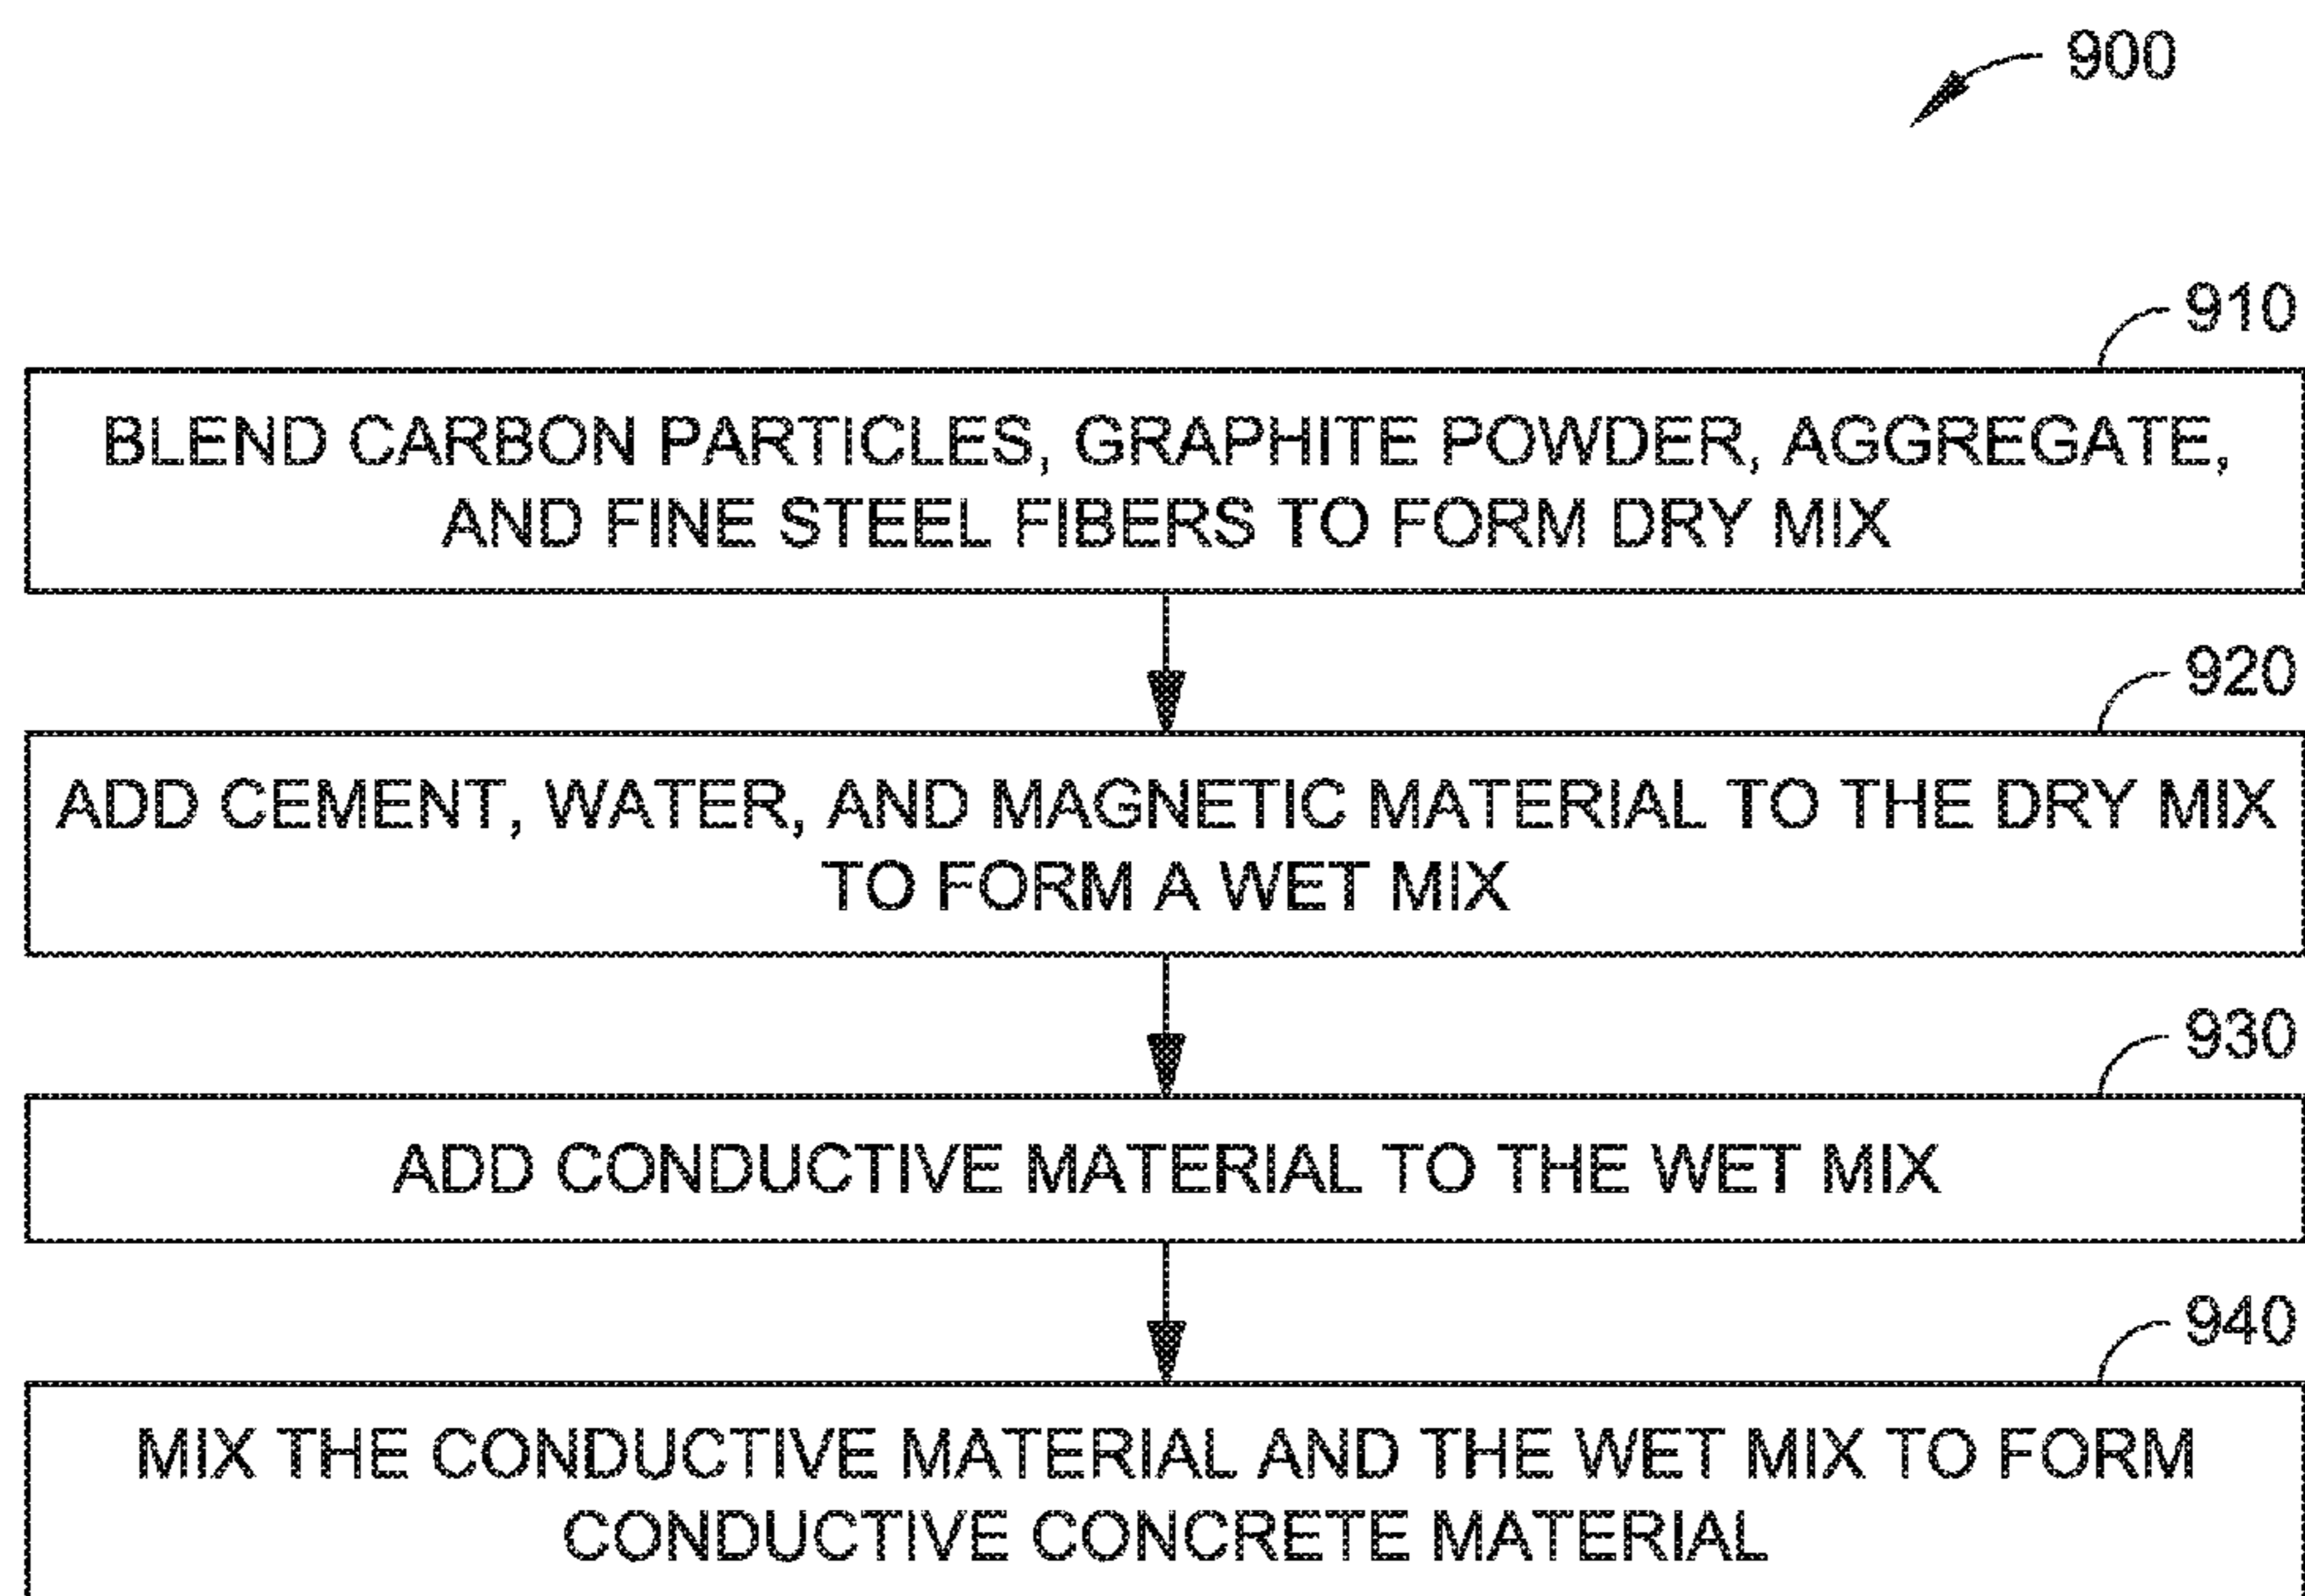 900
910
BLEND CARBON PARTICLES, GRAPHITE POWDER, AGGREGATE,
AND FINE STEEL FIBERS TO FORM DRY MIX
920
ADD CEMENT, WATER, AND MAGNETIC MATERIAL TO THE DRY MIX
TO FORM A WET MIX
930
ADD CONDUCTIVE MATERIAL TO THE WET MIX
940
MIX THE CONDUCTIVE MATERIAL AND THE WET MIX TO FORM
CONDUCTIVE CONCRETE MATERIAL